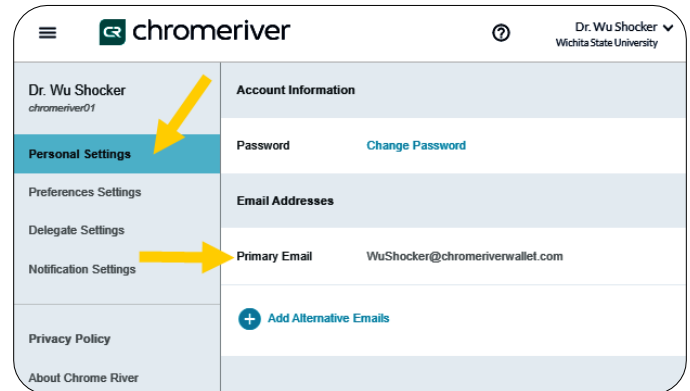 CR chromeriver
Dr. Wu Shocker
Wichita State University
Dr. Wu Shocker
chromeriver01
Personal Settings
Preferences Settings
Delegate Settings
Notification Settings
Privacy Policy
About Chrome River
Account Information
Password Change Password
Email Addresses
Primary Email WuShocker@chromeriverwallet.com
Add Alternative Emails